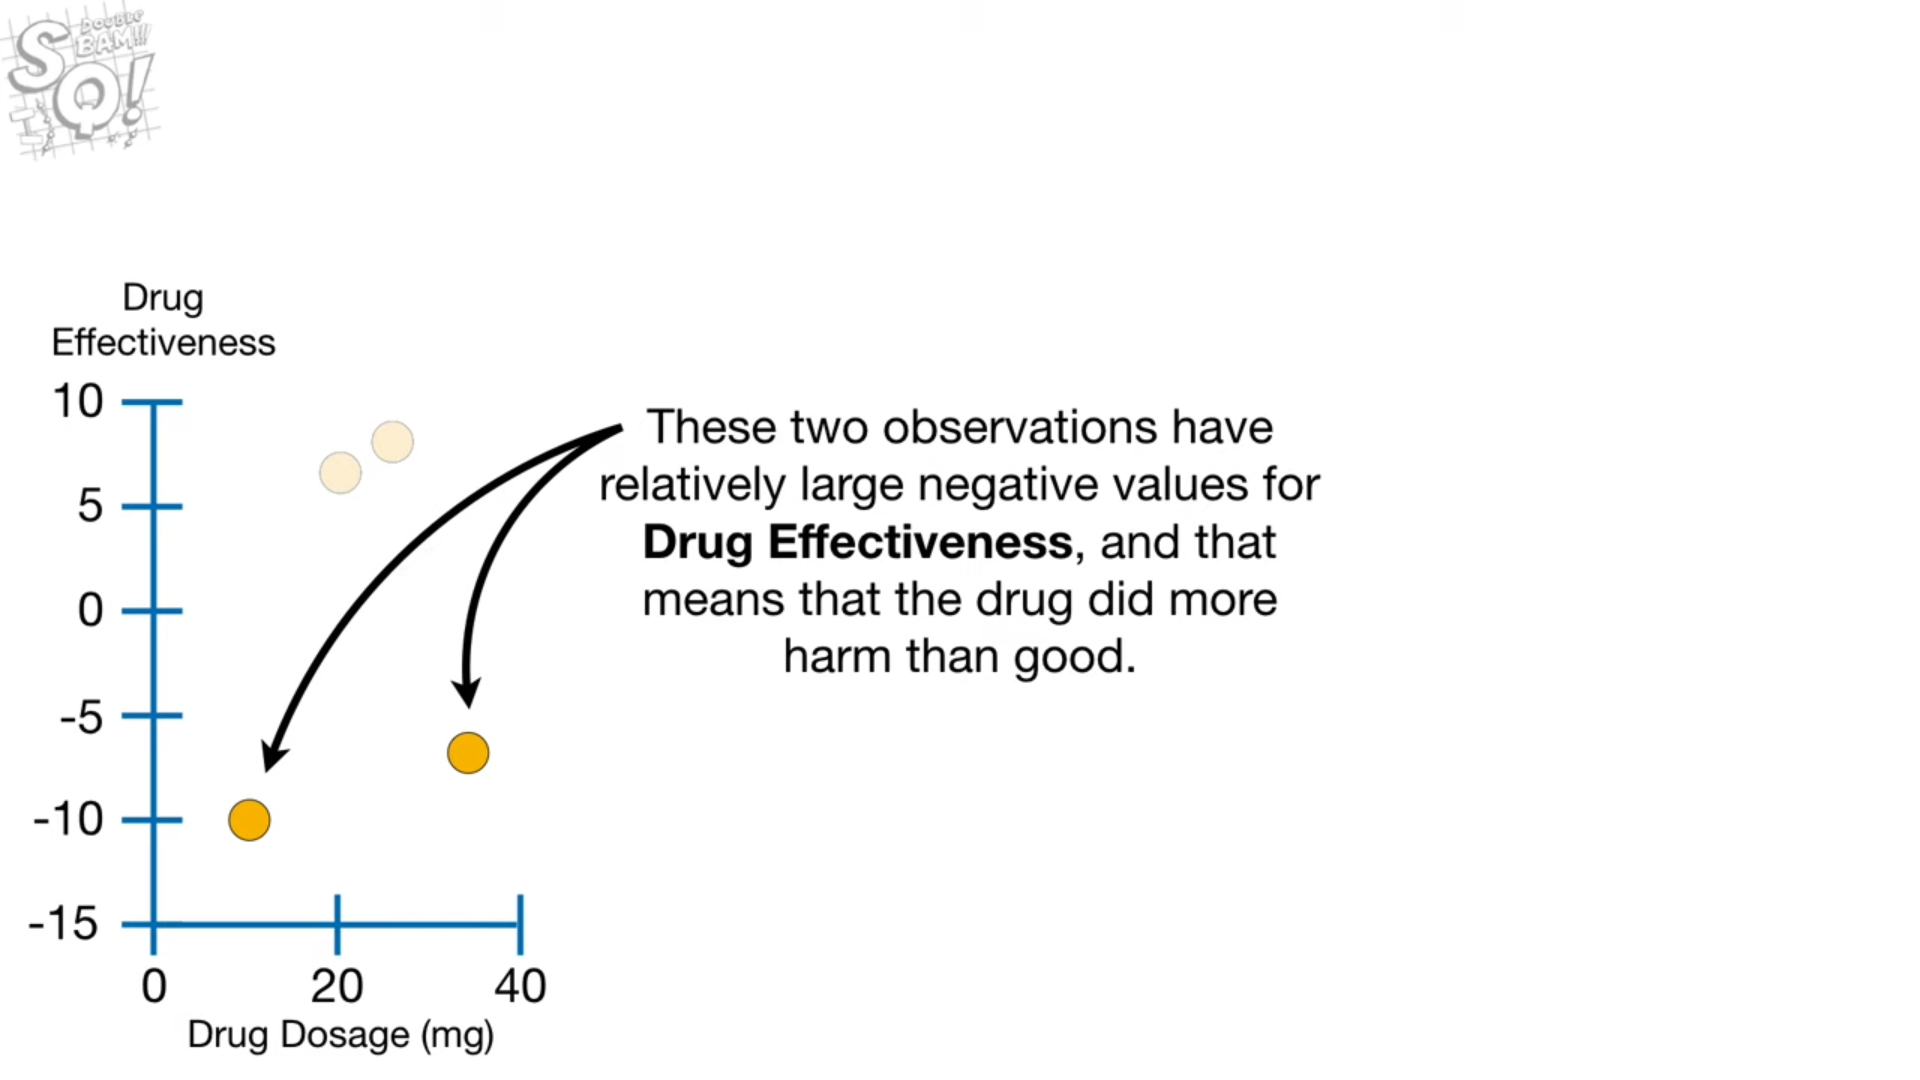 DOUBLE
BAM!!!
SQ!
Drug
Effectiveness
10
5
0
-5
-10
-15
0 20 40
Drug Dosage (mg)
These two observations have
relatively large negative values for
Drug Effectiveness, and that
means that the drug did more
harm than good.